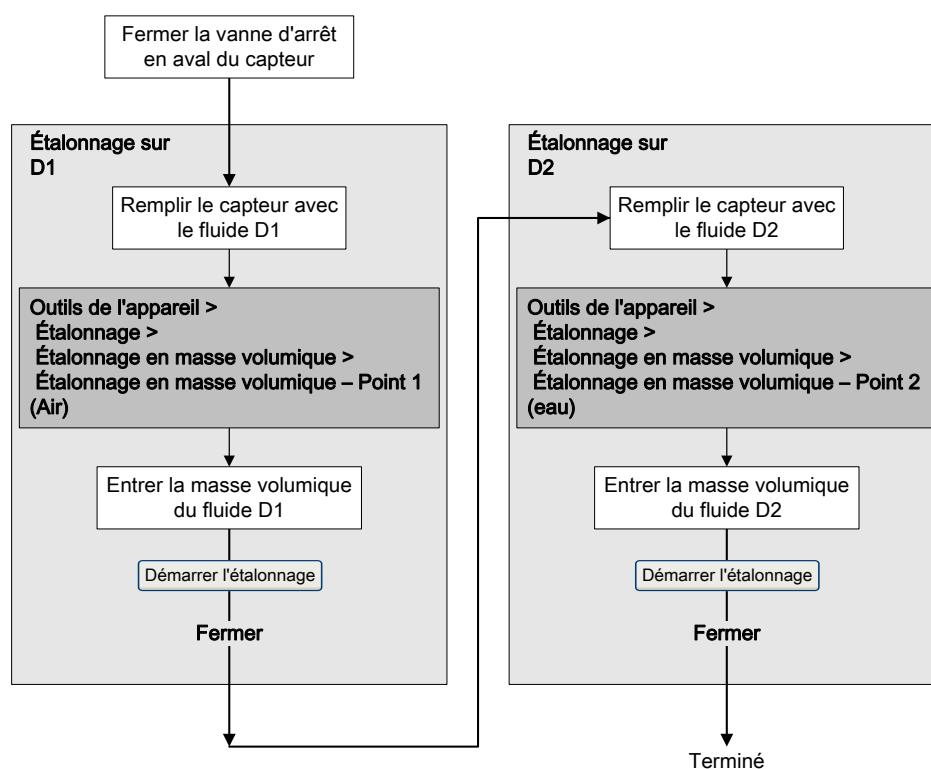 Fermer la vanne d'arrêt
en aval du capteur
Étalonnage sur
D1
Remplir le capteur avec
le fluide D1
Outils de l'appareil >
Étalonnage >
Étalonnage en masse volumique >
Étalonnage en masse volumique – Point 1
(Air)
Entrer la masse volumique
du fluide D1
Démarrer l'étalonnage
Fermer
Étalonnage sur
D2
Remplir le capteur avec
le fluide D2
Outils de l'appareil >
Étalonnage >
Étalonnage en masse volumique >
Étalonnage en masse volumique – Point 2
(eau)
Entrer la masse volumique
du fluide D2
Démarrer l'étalonnage
Fermer
Terminé